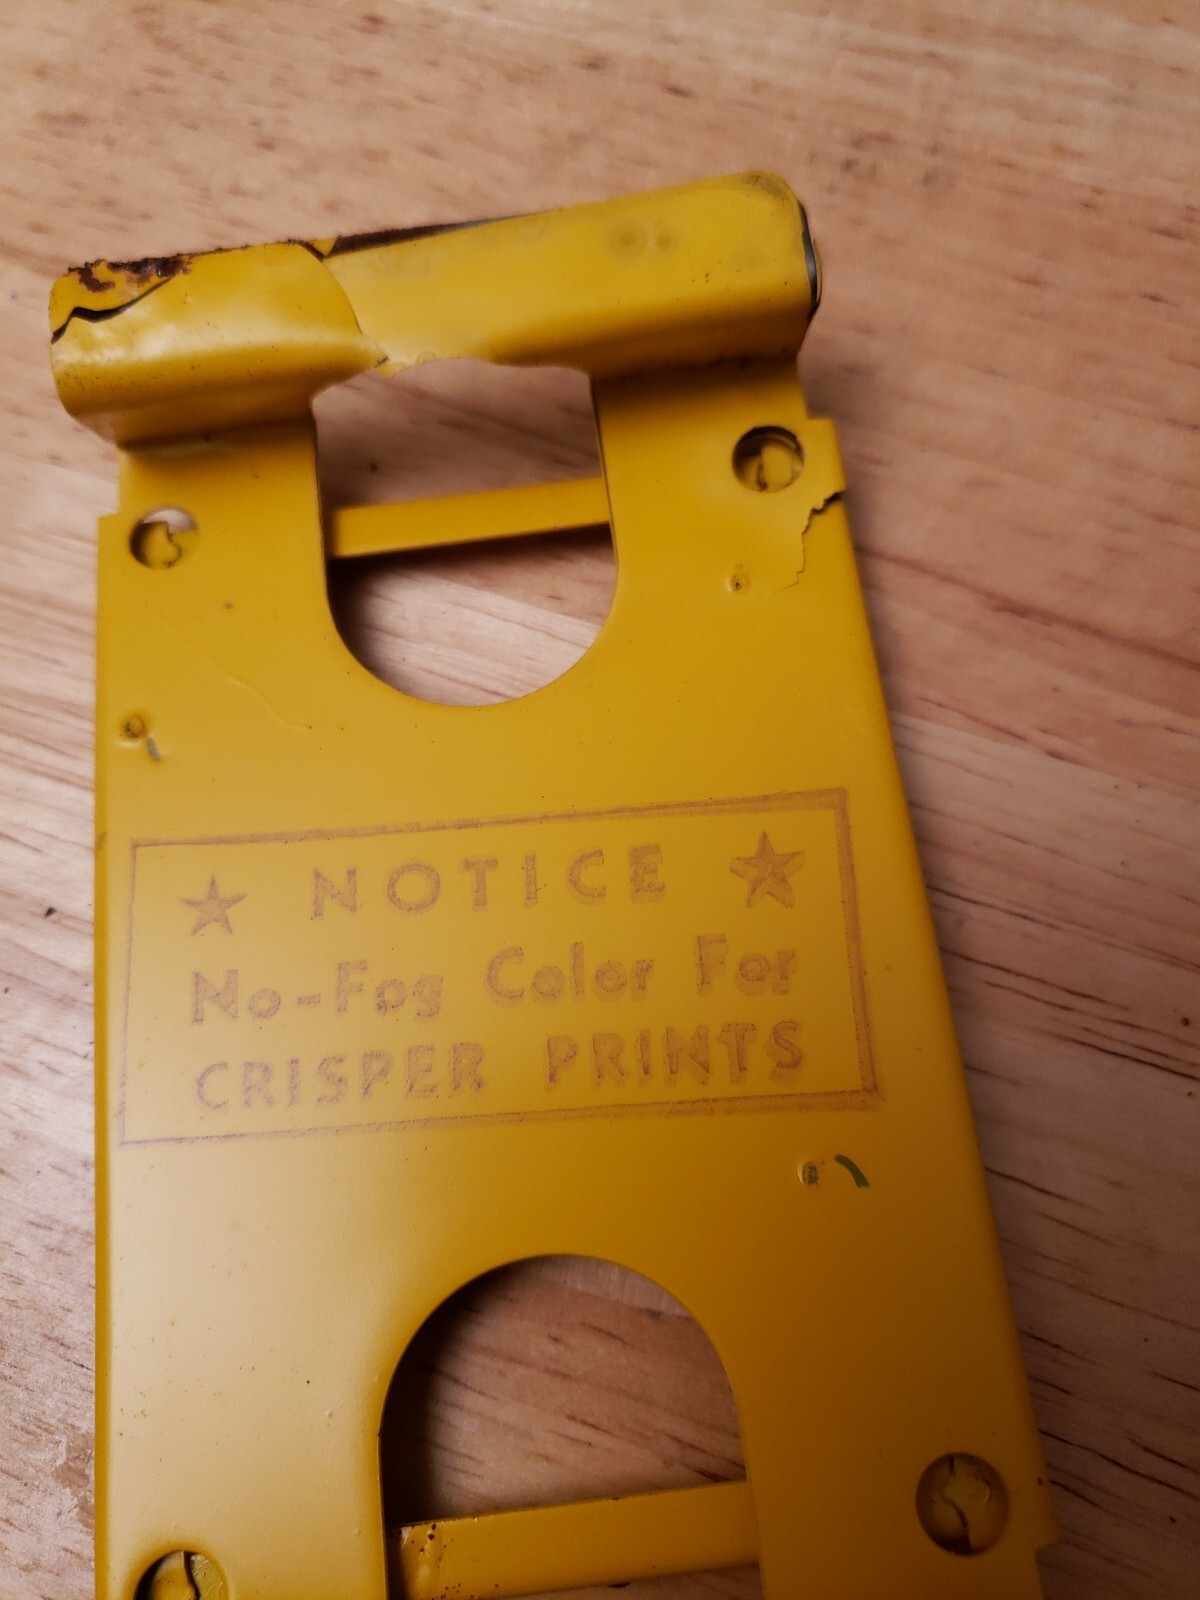 ★ NOTICE ★
No-Fog Color For
CRISPER PRINTS